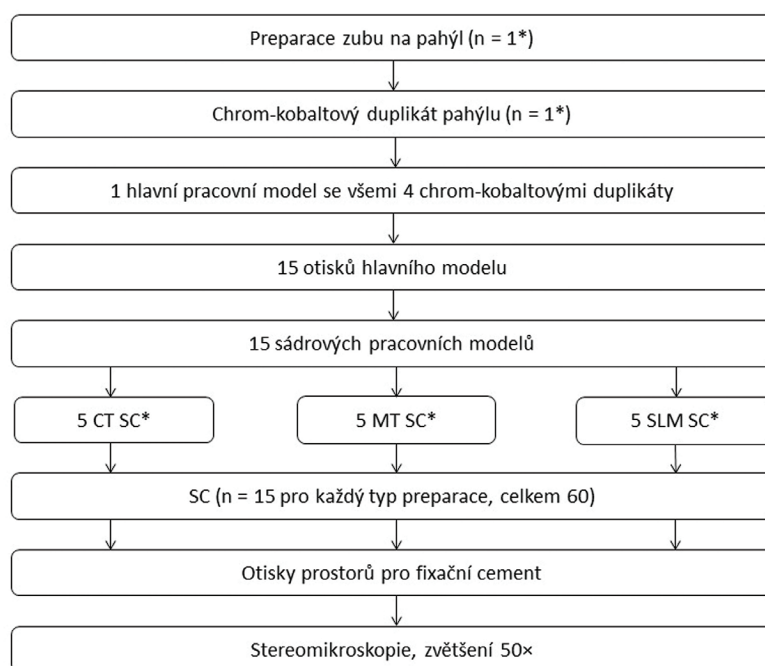 Preparace zubu na pahýl (n = 1*)
Chrom-kobaltový duplikát pahýlu (n = 1*)
1 hlavní pracovní model se všemi 4 chrom-kobaltovými duplikáty
15 otisků hlavního modelu
15 sádrových pracovních modelů
5 CT SC*
5 MT SC*
5 SLM SC*
SC (n = 15 pro každý typ preparace, celkem 60)
Otisky prostorů pro fixační cement
Stereomikroskopie, zvětšení 50×